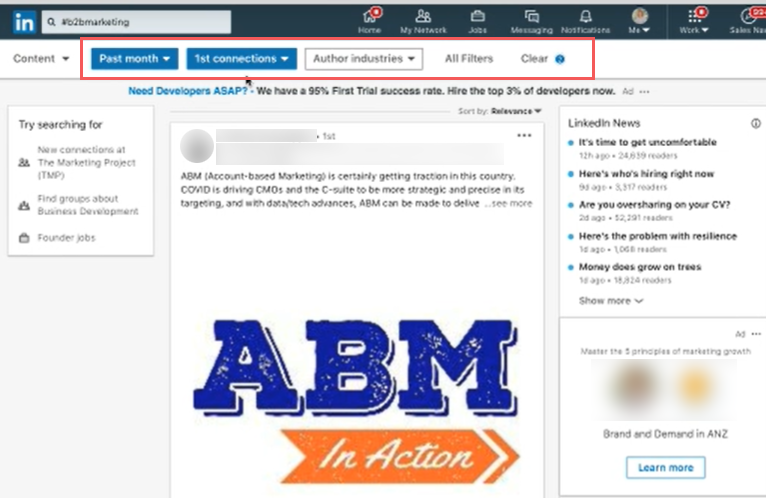 in
#b2bmarketing
Home
My Network
Jobs
Messaging
Notifications
Me
Work
Sales Nav
Content
Past month
1st connections
Author industries
All Filters
Clear
Need Developers ASAP? - We have a 95% First Trial success rate. Hire the top 3% of developers now. Ad •••
Sort by: Relevance
Try searching for
New connections at
The Marketing Project
(TMP)
Find groups about
Business Development
Founder jobs
• 1st
ABM (Account-based Marketing) is certainly getting traction in this country.
COVID is driving CMOs and the C-suite to be more strategic and precise in its
targeting, and with data/tech advances, ABM can be made to delive ...see more
ABM
In Action
LinkedIn News
It's time to get uncomfortable
12h ago • 24,639 readers
Here's who's hiring right now
9d ago • 3,317 readers
Are you oversharing on your CV?
2d ago • 52,291 readers
Here's the problem with resilience
1d ago • 1,068 readers
Money does grow on trees
1d ago • 18,824 readers
Show more
Ad •••
Master the 5 principles of marketing growth
Brand and Demand in ANZ
Learn more